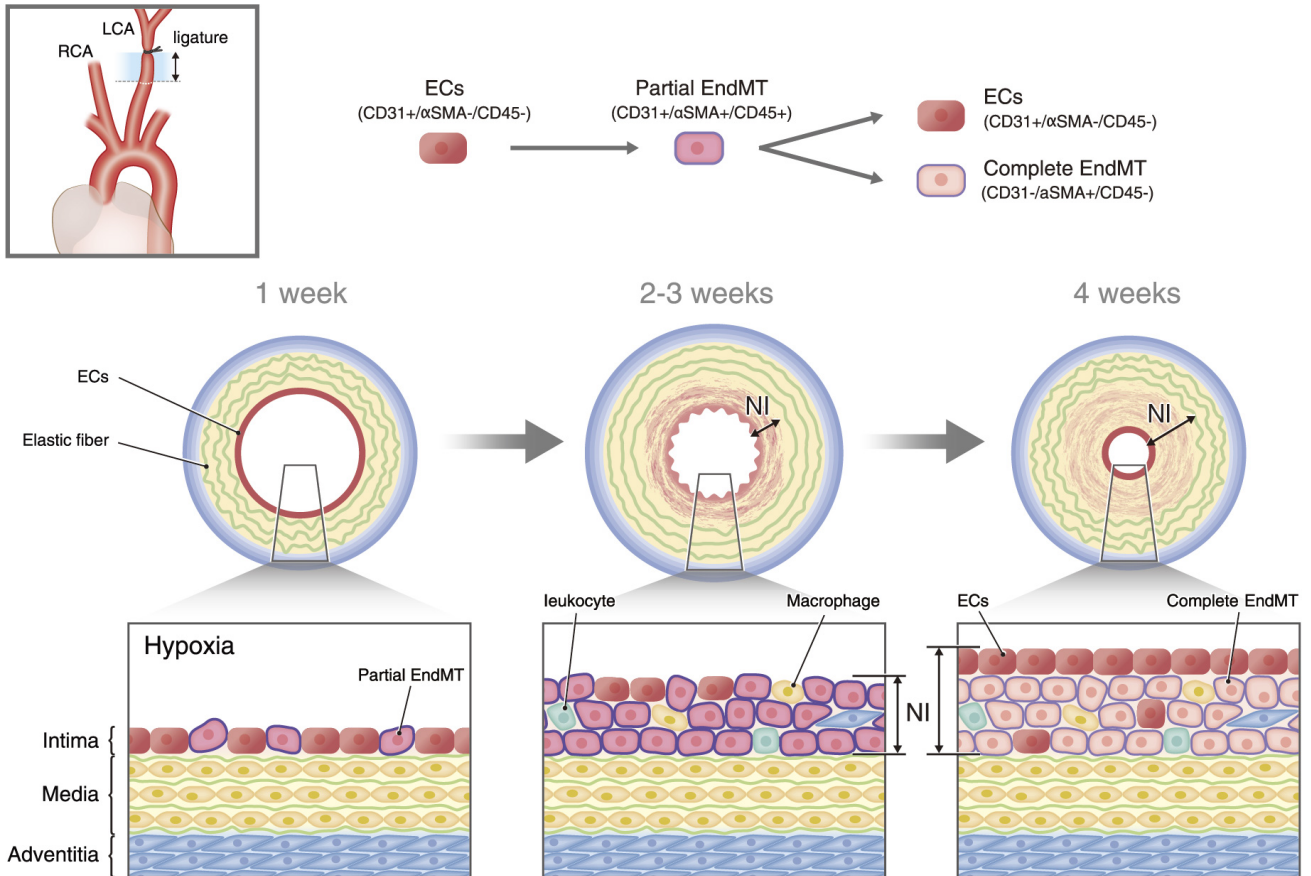 LCA
ligature
RCA
ECs
(CD31+/αSMA-/CD45-)
Partial EndMT
(CD31+/αSMA+/CD45+)
ECs
(CD31+/αSMA-/CD45-)
Complete EndMT
(CD31-/aSMA+/CD45-)
1 week
2-3 weeks
4 weeks
ECs
Elastic fiber
NI
NI
leukocyte
Macrophage
ECs
Complete EndMT
Hypoxia
Partial EndMT
NI
Intima
Media
Adventitia